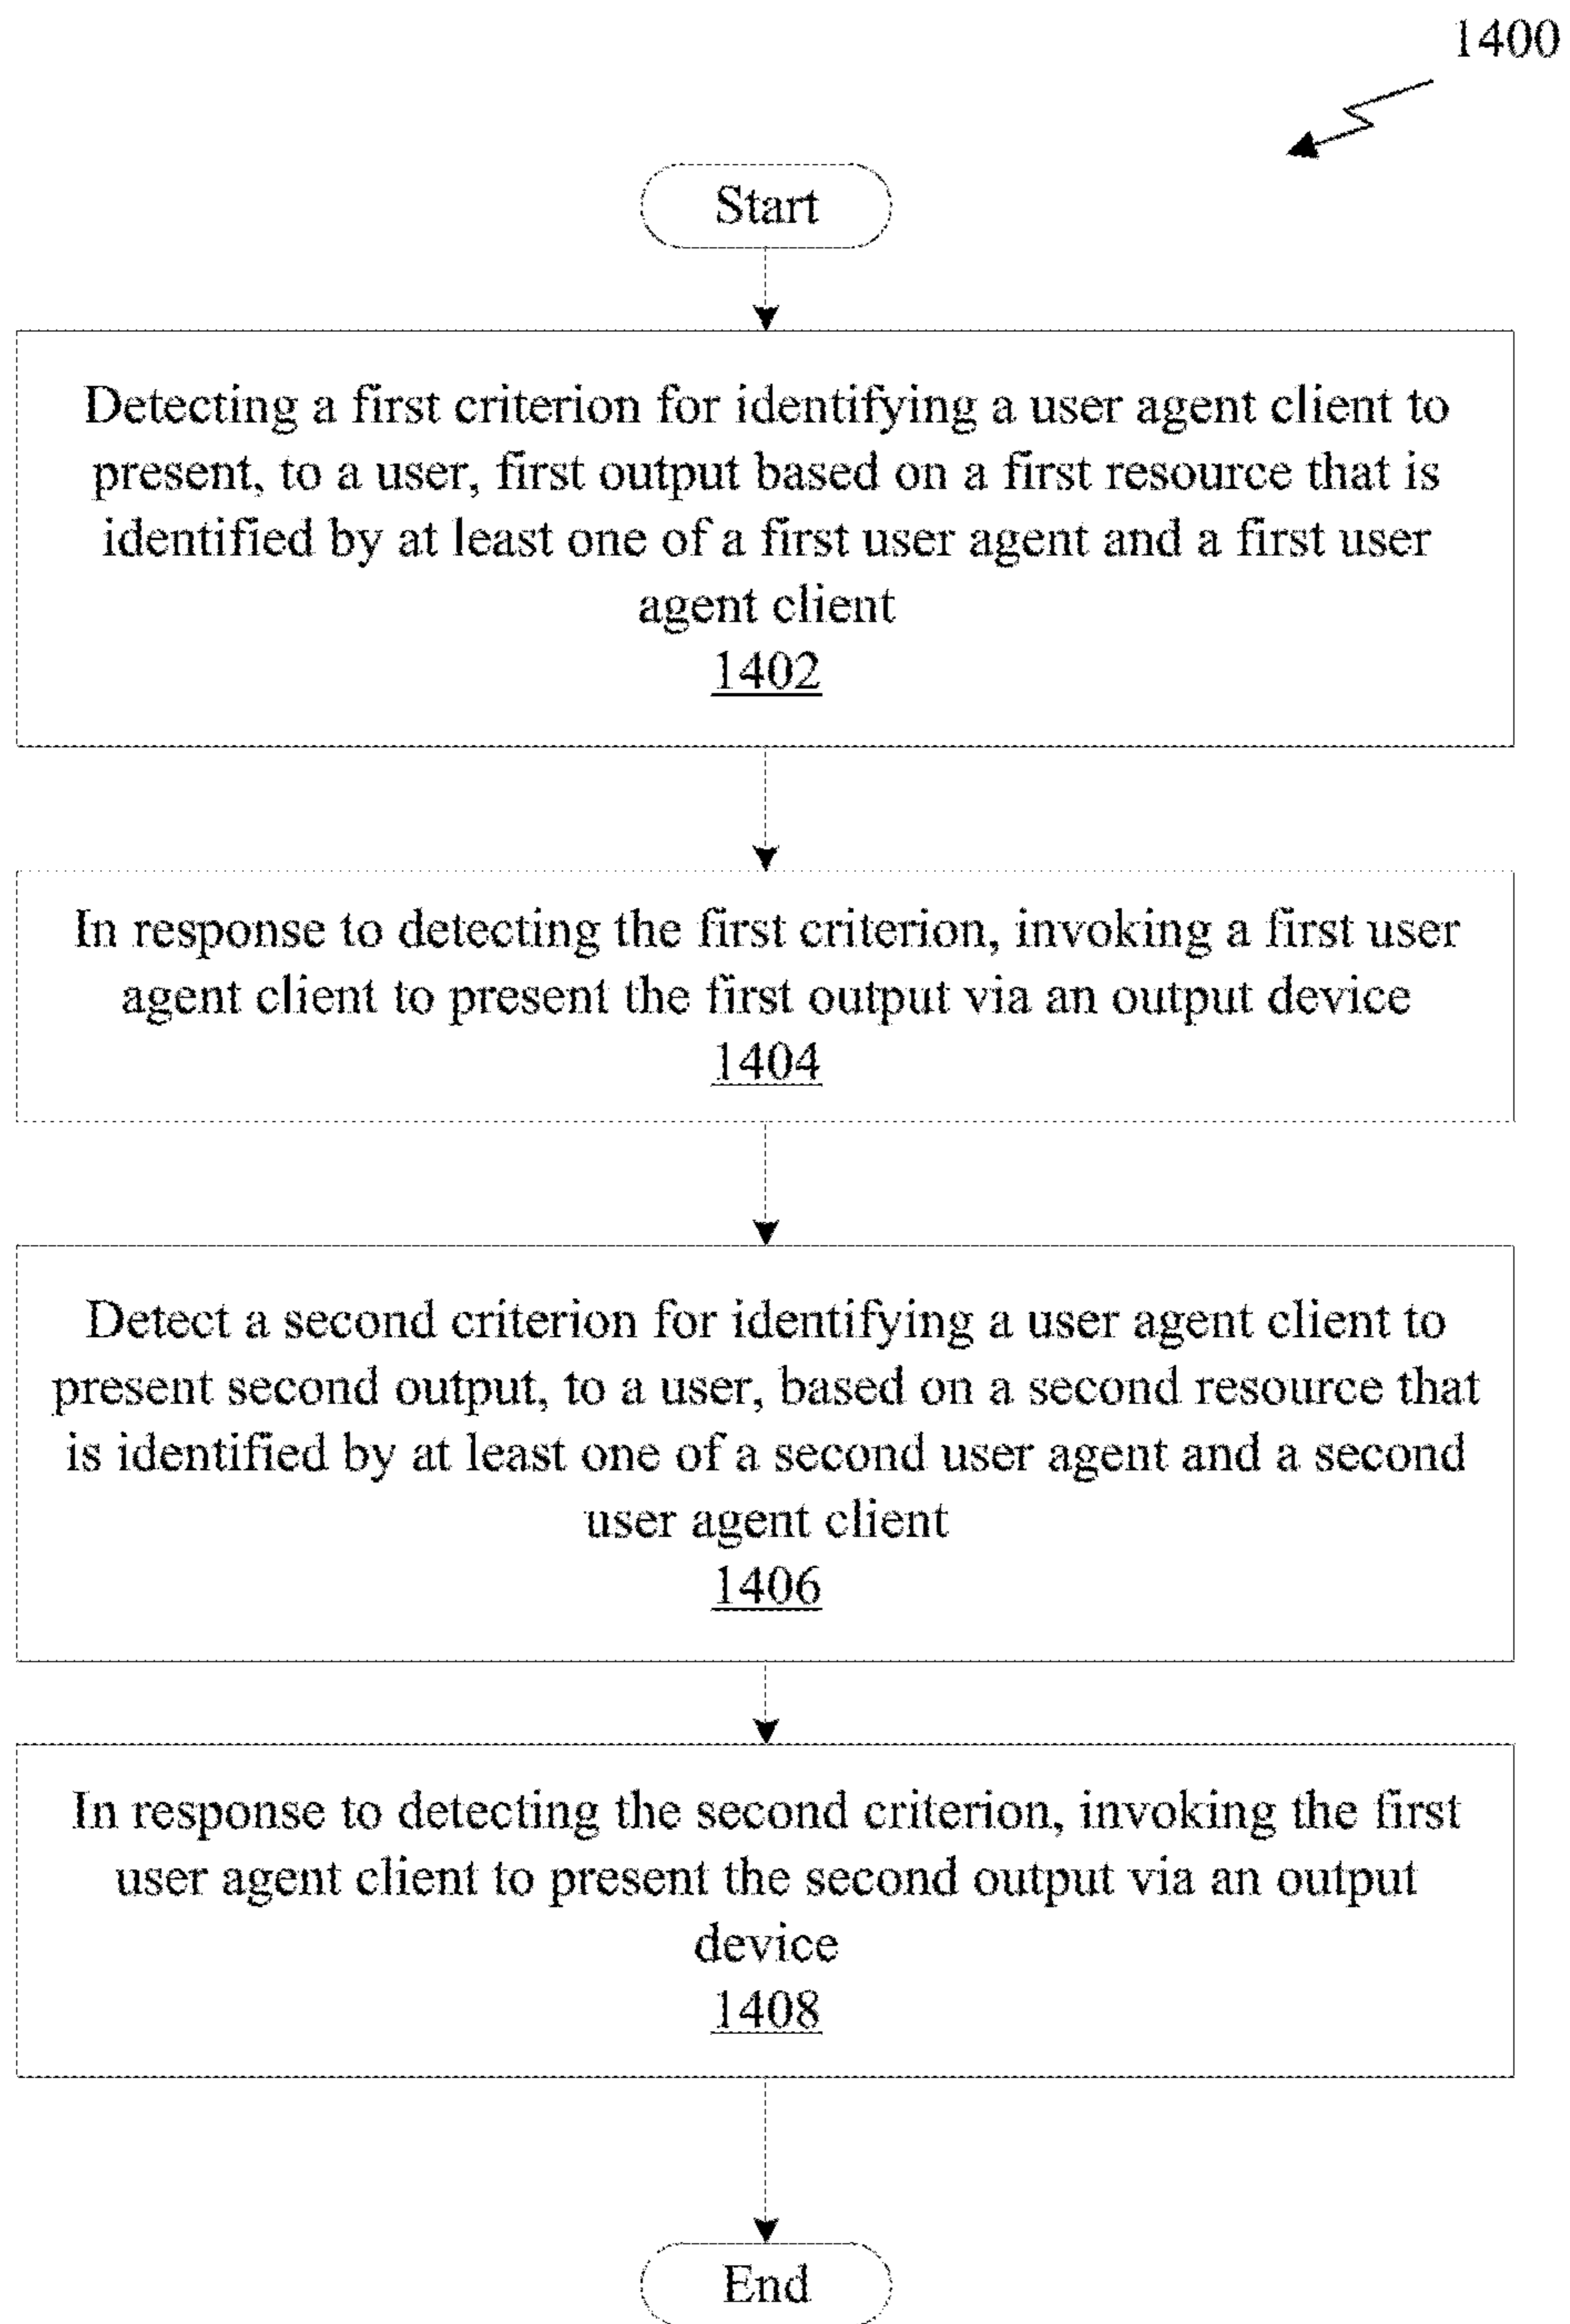 1400
Start
Detecting a first criterion for identifying a user agent client to
present, to a user, first output based on a first resource that is
identified by at least one of a first user agent and a first user
agent client
1402
In response to detecting the first criterion, invoking a first user
agent client to present the first output via an output device
1404
Detect a second criterion for identifying a user agent client to
present second output, to a user, based on a second resource that
is identified by at least one of a second user agent and a second
user agent client
1406
In response to detecting the second criterion, invoking the first
user agent client to present the second output via an output
device
1408
End